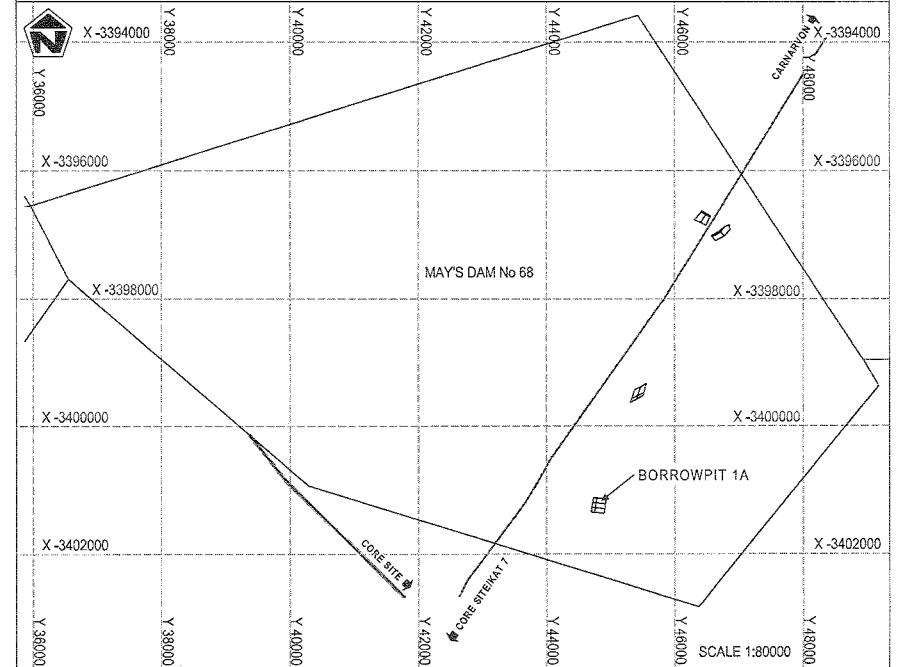 N
X -3394000
Y 36000
Y 38000
Y 40000
Y 42000
Y 44000
Y 46000
CARNARVON
Y 48000
X -3394000
X -3396000
X -3396000
MAY'S DAM No 68
X -3398000
X -3398000
X -3400000
X -3400000
BORROWPIT 1A
X -3402000
X -3402000
CORE SITE
CORE SITE/KAT 7
Y 36000
Y 38000
Y 40000
Y 42000
Y 44000
Y 46000
Y 48000
SCALE 1:80000